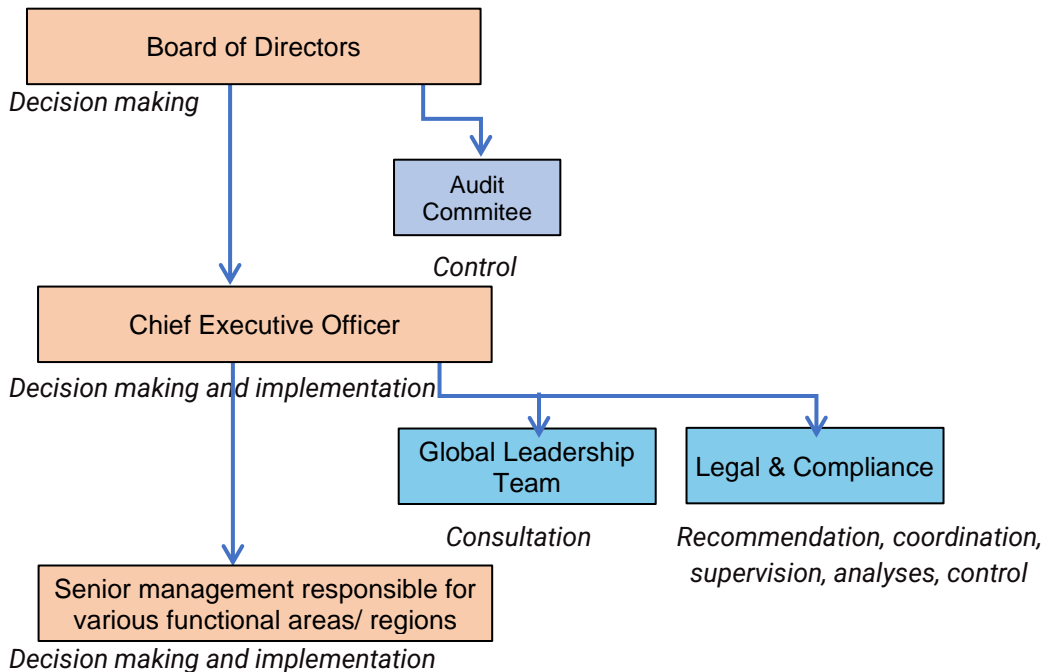 Board of Directors
Decision making
Audit
Commitee
Control
Chief Executive Officer
Decision making and implementation
Global Leadership
Team
Legal & Compliance
Consultation
Recommendation, coordination,
supervision, analyses, control
Senior management responsible for
various functional areas/ regions
Decision making and implementation